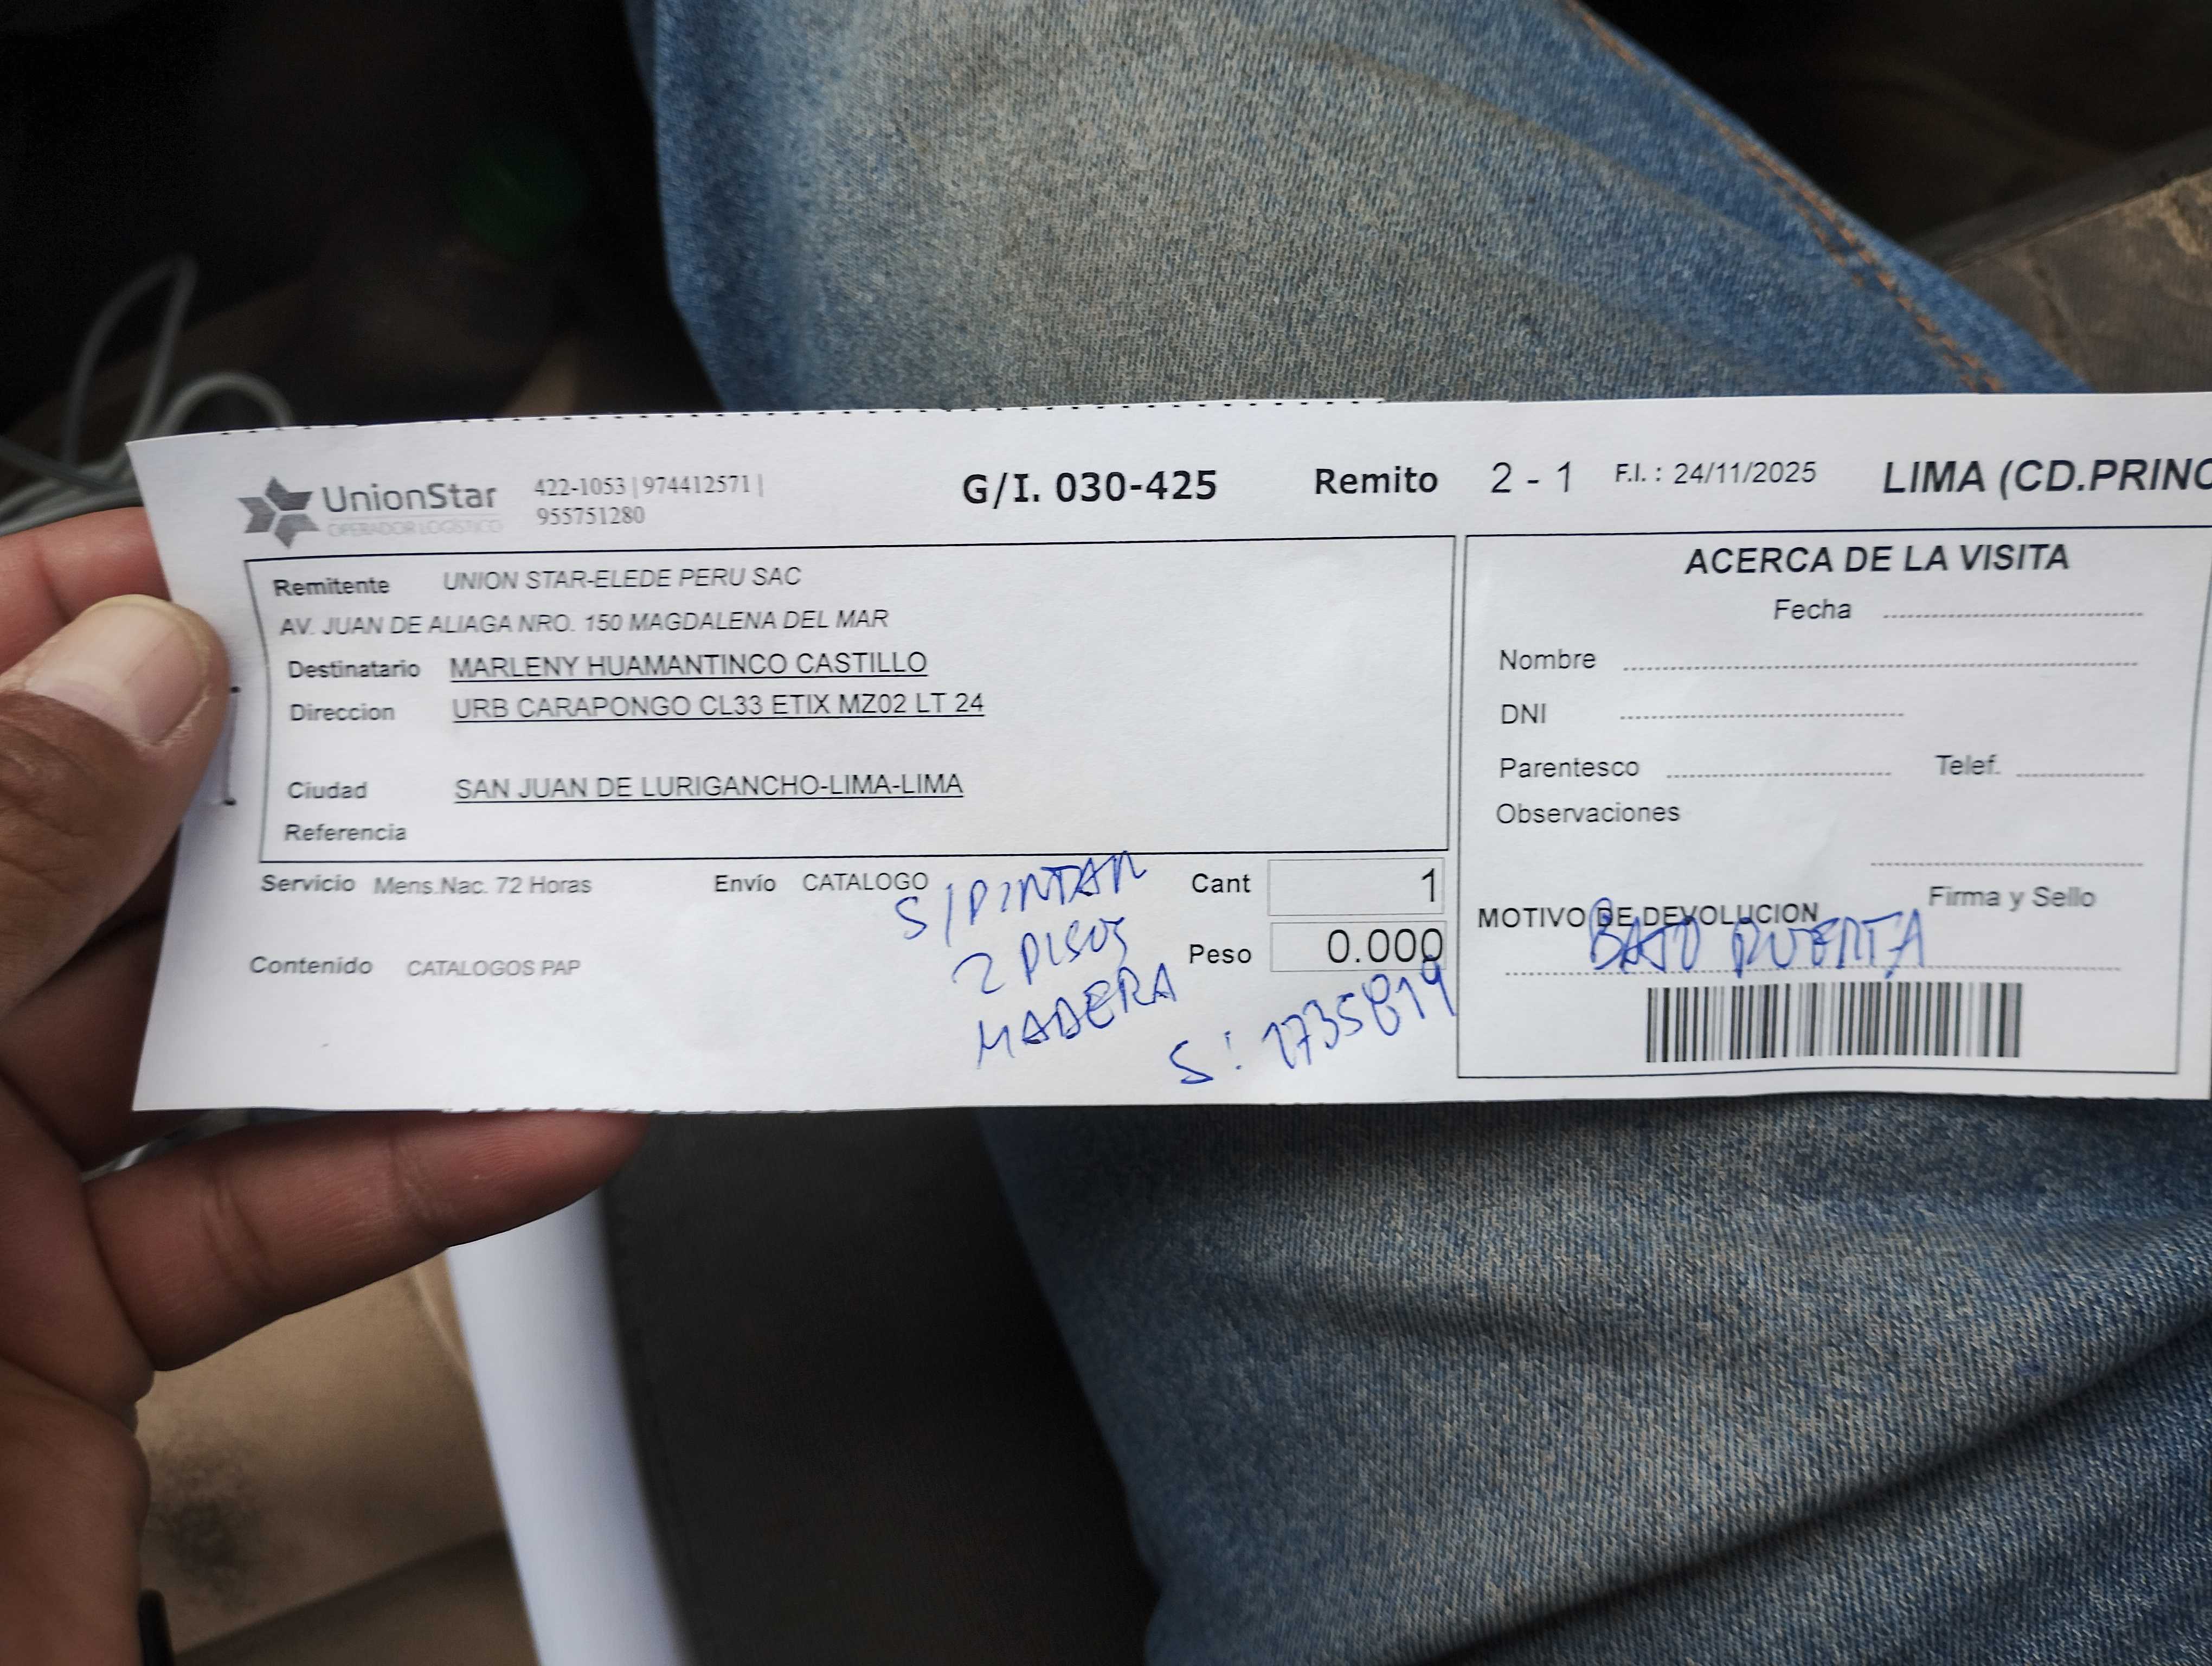 UnionStar
OPERADOR LOGÍSTICO
422-1053 | 974412571 |
955751280
G/I. 030-425
Remito 2 - 1
F.I. : 24/11/2025
LIMA (CD.PRINC
Remitente UNION STAR-ELEDE PERU SAC
AV. JUAN DE ALIAGA NRO. 150 MAGDALENA DEL MAR
Destinatario MARLENY HUAMANTINCO CASTILLO
Direccion URB CARAPONGO CL33 ETIX MZ02 LT 24
Ciudad SAN JUAN DE LURIGANCHO-LIMA-LIMA
Referencia
Servicio Mens.Nac. 72 Horas
Envío CATALOGO
Cant 1
Contenido CATALOGOS PAP
Peso 0.000
S/PINTAR
2 PISOS
MADERA
S:
ACERCA DE LA VISITA
Fecha
Nombre
DNI
Parentesco Telef.
Observaciones
Firma y Sello
MOTIVO DE DEVOLUCION
BAJO PUERTA